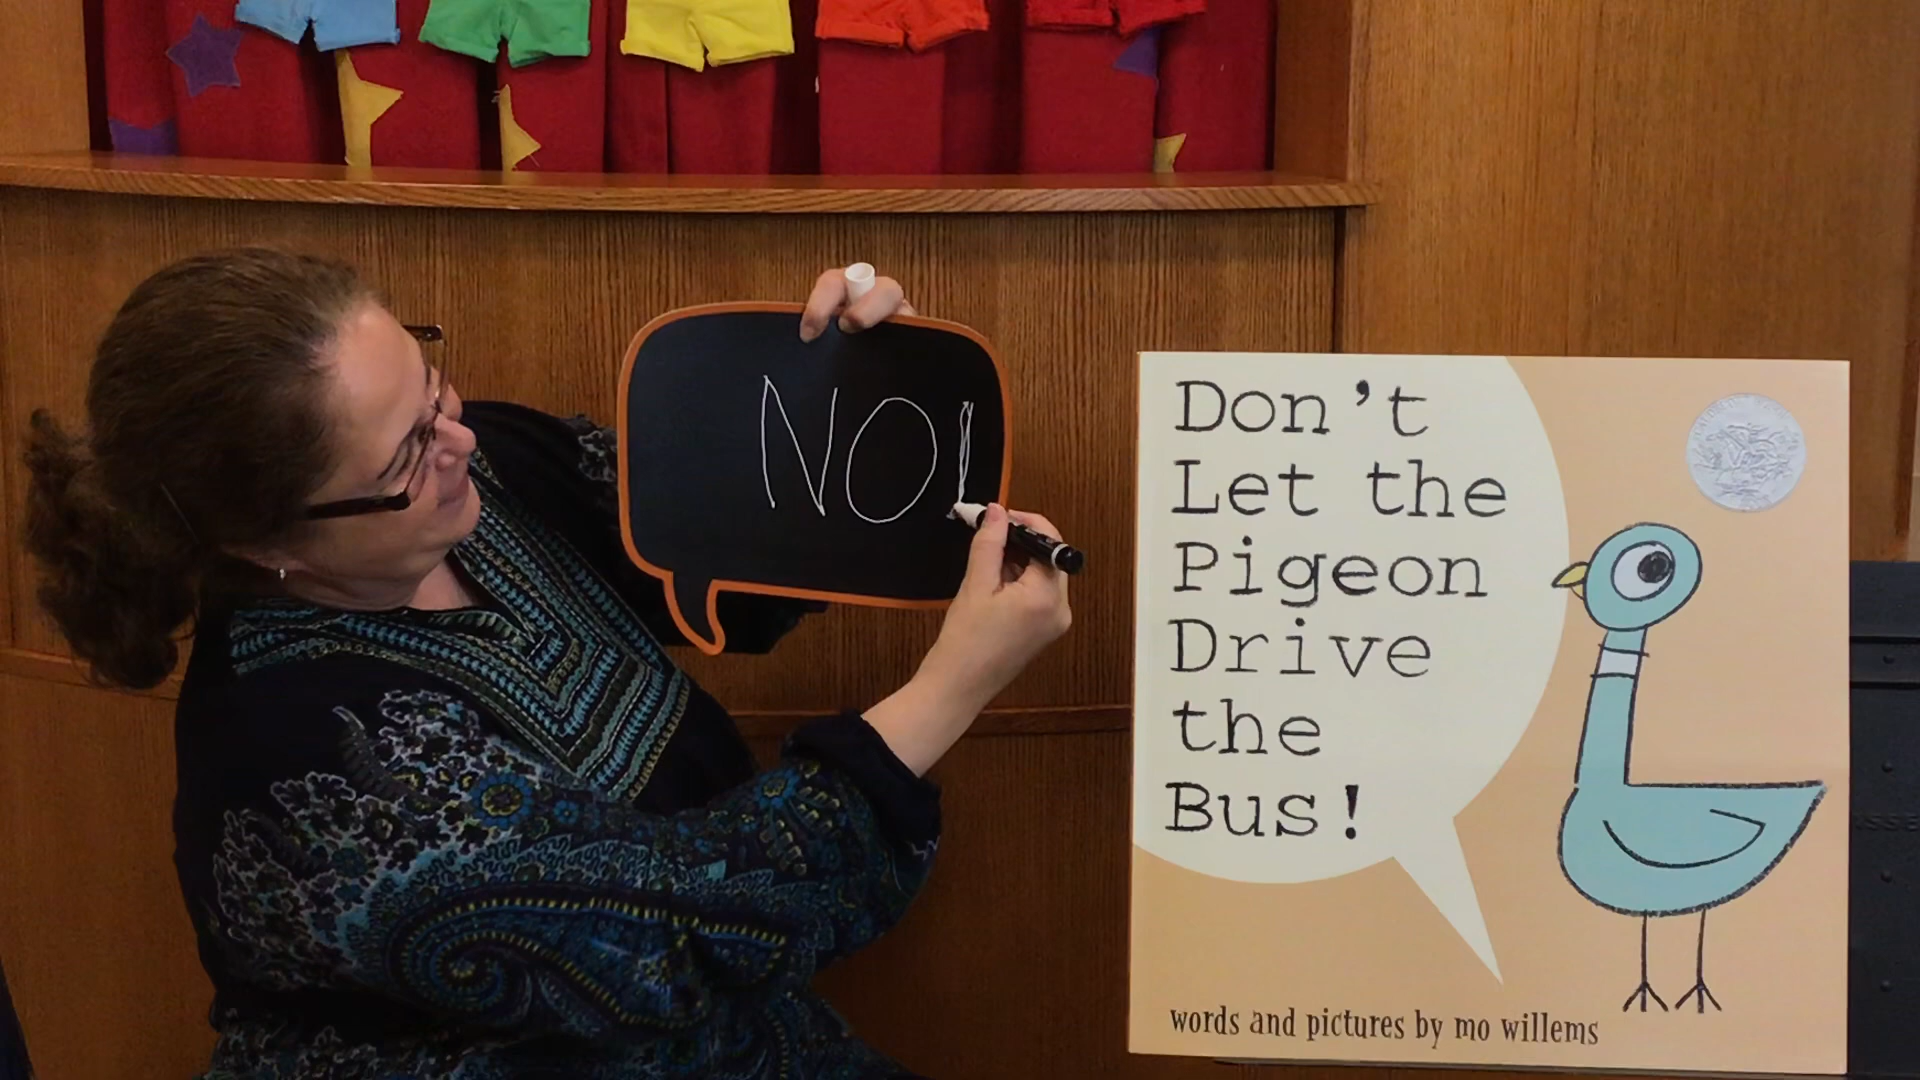 NO!
Don't
Let the
Pigeon
Drive
the
Bus!
words and pictures by mo willems